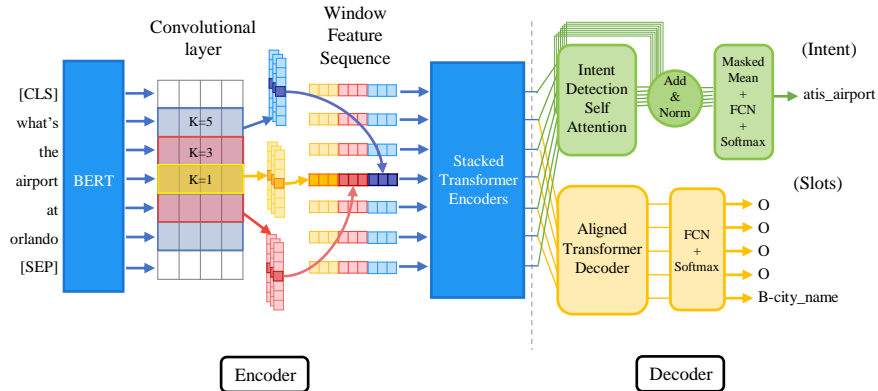 Convolutional
layer
Window
Feature
Sequence
[CLS]
what's
the
airport
at
orlando
[SEP]
BERT
K=5
K=3
K=1
Stacked
Transformer
Encoders
Intent
Detection
Self
Attention
Add
&
Norm
Masked
Mean
+
FCN
+
Softmax
(Intent)
atis_airport
(Slots)
Aligned
Transformer
Decoder
FCN
+
Softmax
O
O
O
O
B-city_name
Encoder
Decoder